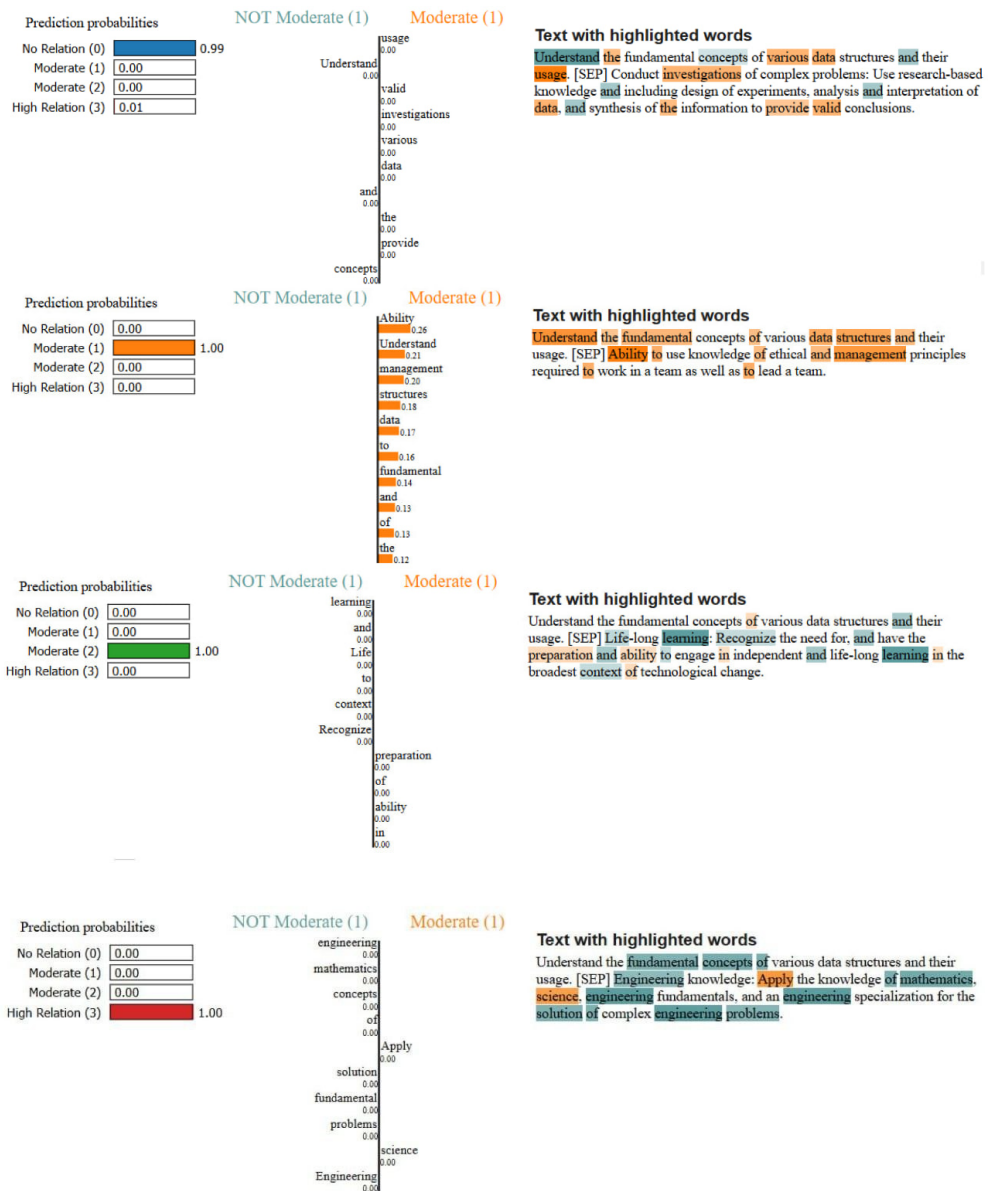 Prediction probabilities
No Relation (0) 0.99
Moderate (1) 0.00
Moderate (2) 0.00
High Relation (3) 0.01
NOT Moderate (1) Moderate (1)
usage
0.00
Understand
0.00
valid
0.00
investigations
0.00
various
0.00
data
0.00
and
0.00
the
0.00
provide
0.00
concepts
0.00
Text with highlighted words
Understand the fundamental concepts of various data structures and their
usage. [SEP] Conduct investigations of complex problems: Use research-based
knowledge and including design of experiments, analysis and interpretation of
data, and synthesis of the information to provide valid conclusions.
Prediction probabilities
No Relation (0) 0.00
Moderate (1) 1.00
Moderate (2) 0.00
High Relation (3) 0.00
NOT Moderate (1) Moderate (1)
Ability
0.26
Understand
0.21
management
0.20
structures
0.18
data
0.17
to
0.16
fundamental
0.14
and
0.13
of
0.13
the
0.12
Text with highlighted words
Understand the fundamental concepts of various data structures and their
usage. [SEP] Ability to use knowledge of ethical and management principles
required to work in a team as well as to lead a team.
Prediction probabilities
No Relation (0) 0.00
Moderate (1) 0.00
Moderate (2) 1.00
High Relation (3) 0.00
NOT Moderate (1) Moderate (1)
learning
0.00
and
0.00
Life
0.00
to
0.00
context
0.00
Recognize
0.00
preparation
0.00
of
0.00
ability
0.00
in
0.00
Text with highlighted words
Understand the fundamental concepts of various data structures and their
usage. [SEP] Life-long learning: Recognize the need for, and have the
preparation and ability to engage in independent and life-long learning in the
broadest context of technological change.
Prediction probabilities
No Relation (0) 0.00
Moderate (1) 0.00
Moderate (2) 0.00
High Relation (3) 1.00
NOT Moderate (1) Moderate (1)
engineering
0.00
mathematics
0.00
concepts
0.00
of
0.00
Apply
0.00
solution
0.00
fundamental
0.00
problems
0.00
science
0.00
Engineering
0.00
Text with highlighted words
Understand the fundamental concepts of various data structures and their
usage. [SEP] Engineering knowledge: Apply the knowledge of mathematics,
science, engineering fundamentals, and an engineering specialization for the
solution of complex engineering problems.